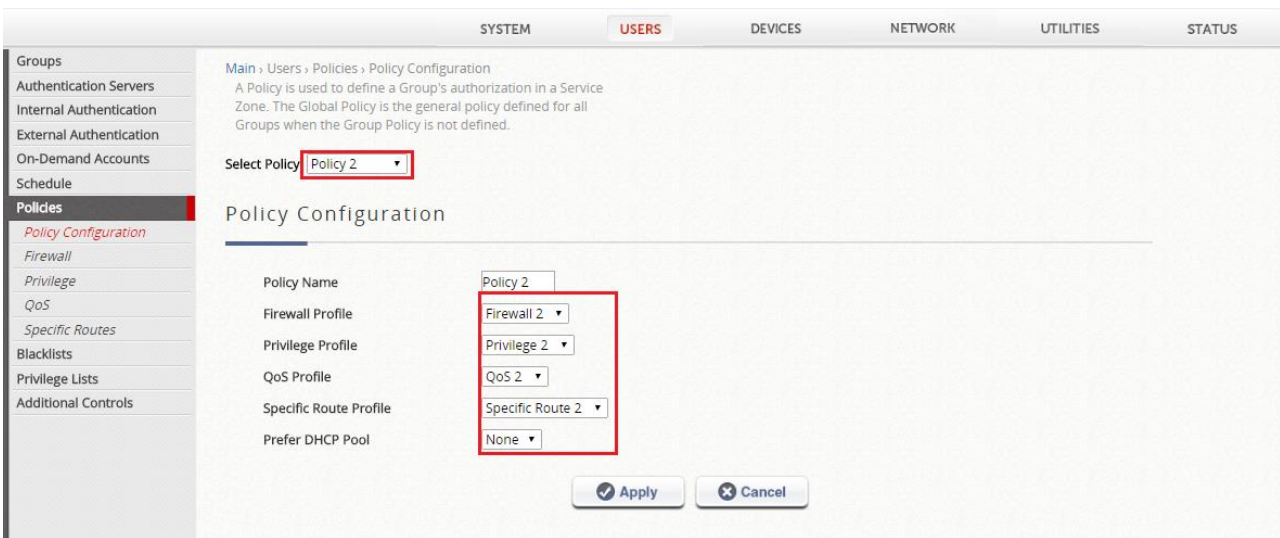 SYSTEM USERS DEVICES NETWORK UTILITIES STATUS
Groups
Authentication Servers
Internal Authentication
External Authentication
On-Demand Accounts
Schedule
Policies
Policy Configuration
Firewall
Privilege
QoS
Specific Routes
Blacklists
Privilege Lists
Additional Controls
Main › Users › Policies › Policy Configuration
A Policy is used to define a Group's authorization in a Service
Zone. The Global Policy is the general policy defined for all
Groups when the Group Policy is not defined.
Select Policy Policy 2
Policy Configuration
Policy Name Policy 2
Firewall Profile Firewall 2
Privilege Profile Privilege 2
QoS Profile QoS 2
Specific Route Profile Specific Route 2
Prefer DHCP Pool None
Apply Cancel